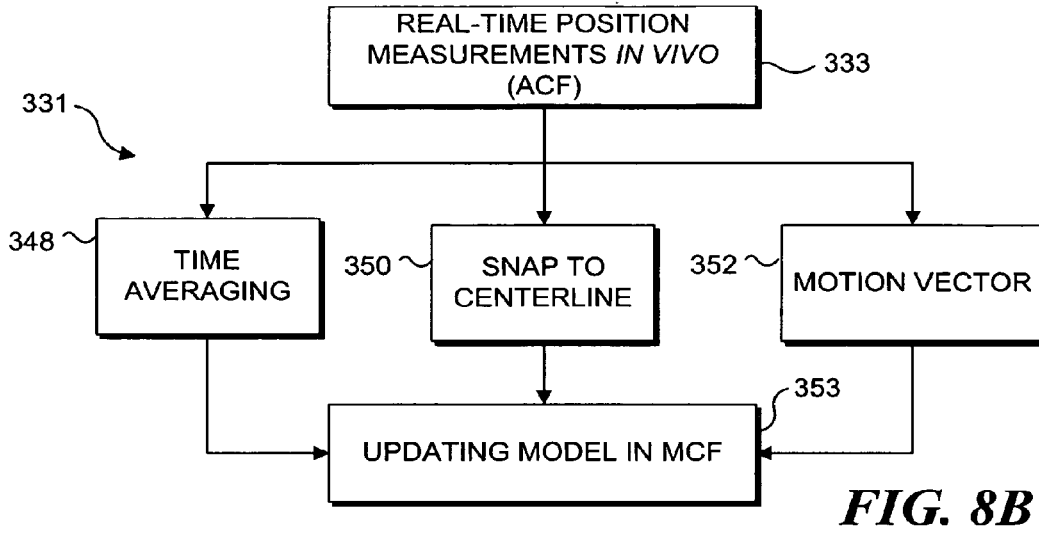 REAL-TIME POSITION
MEASUREMENTS IN VIVO
(ACF)
333
331
348
TIME
AVERAGING
350
SNAP TO
CENTERLINE
352
MOTION VECTOR
353
UPDATING MODEL IN MCF
FIG. 8B